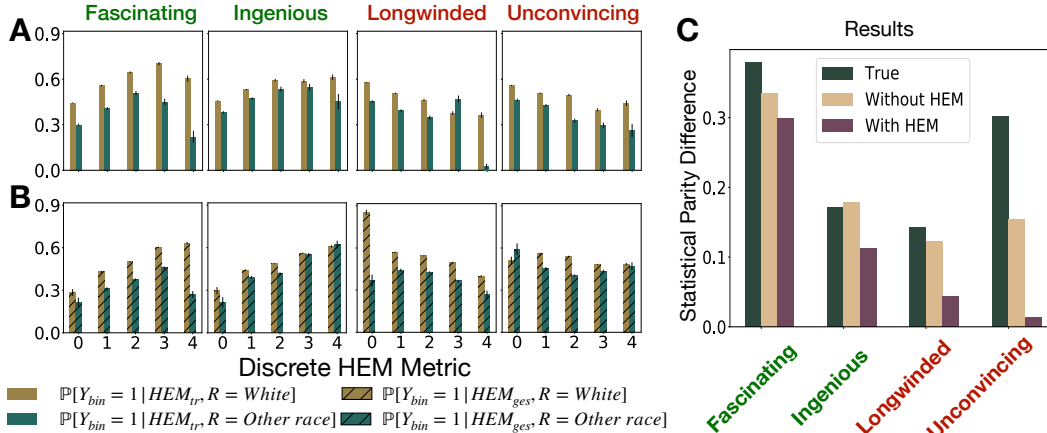 Fascinating Ingenious Longwinded Unconvincing
A
0.9
0.6
0.3
0.0
B
0.9
0.6
0.3
0.0
0 1 2 3 4 0 1 2 3 4 0 1 2 3 4 0 1 2 3 4
Discrete HEM Metric
ℙ[Y_bin = 1 | HEM_tr, R = White] ℙ[Y_bin = 1 | HEM_ges, R = White]
ℙ[Y_bin = 1 | HEM_tr, R = Other race] ℙ[Y_bin = 1 | HEM_ges, R = Other race]
C
Results
True
Without HEM
With HEM
Statistical Parity Difference
0.3
0.2
0.1
0.0
Fascinating
Ingenious
Longwinded
Unconvincing